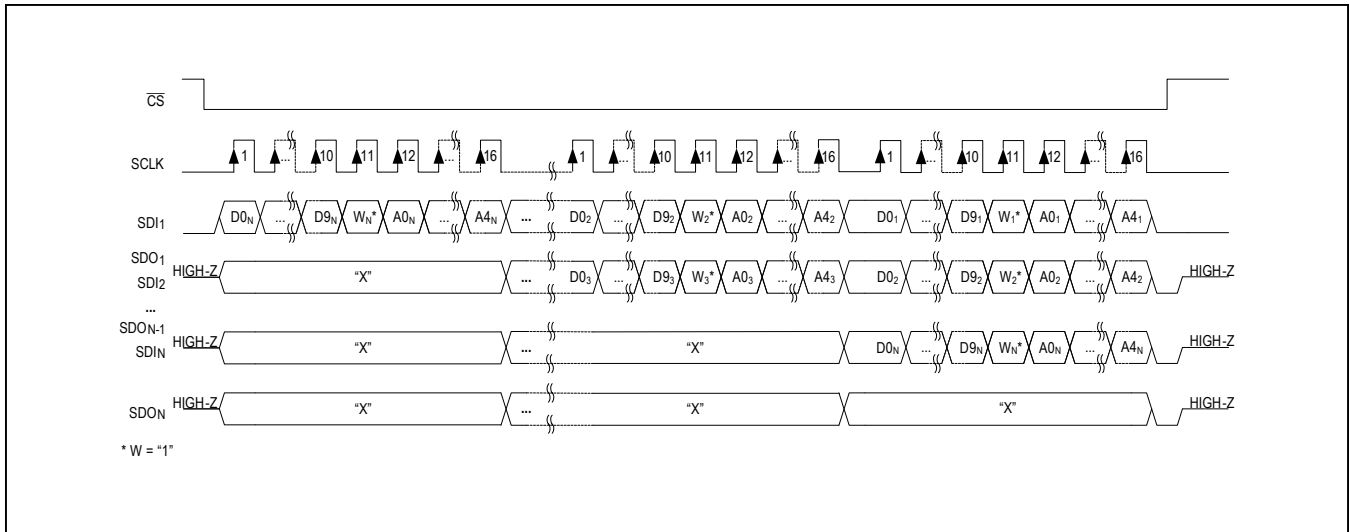 CS
SCLK 1 ... 10 11 12 ... 16 1 ... 10 11 12 ... 16 1 ... 10 11 12 ... 16
SDI1 D0N ... D9N WN* A0N ... A4N ... D02 ... D92 W2* A02 ... A42 D01 ... D91 W1* A01 ... A41
SDO1
SDI2 HIGH-Z "X" ... D03 ... D93 W3* A03 ... A43 D02 ... D92 W2* A02 ... A42 HIGH-Z
...
SDON-1
SDIN HIGH-Z "X" ... "X" D0N ... D9N WN* A0N ... A4N HIGH-Z
SDON HIGH-Z "X" ... "X" "X" HIGH-Z
* W = "1"